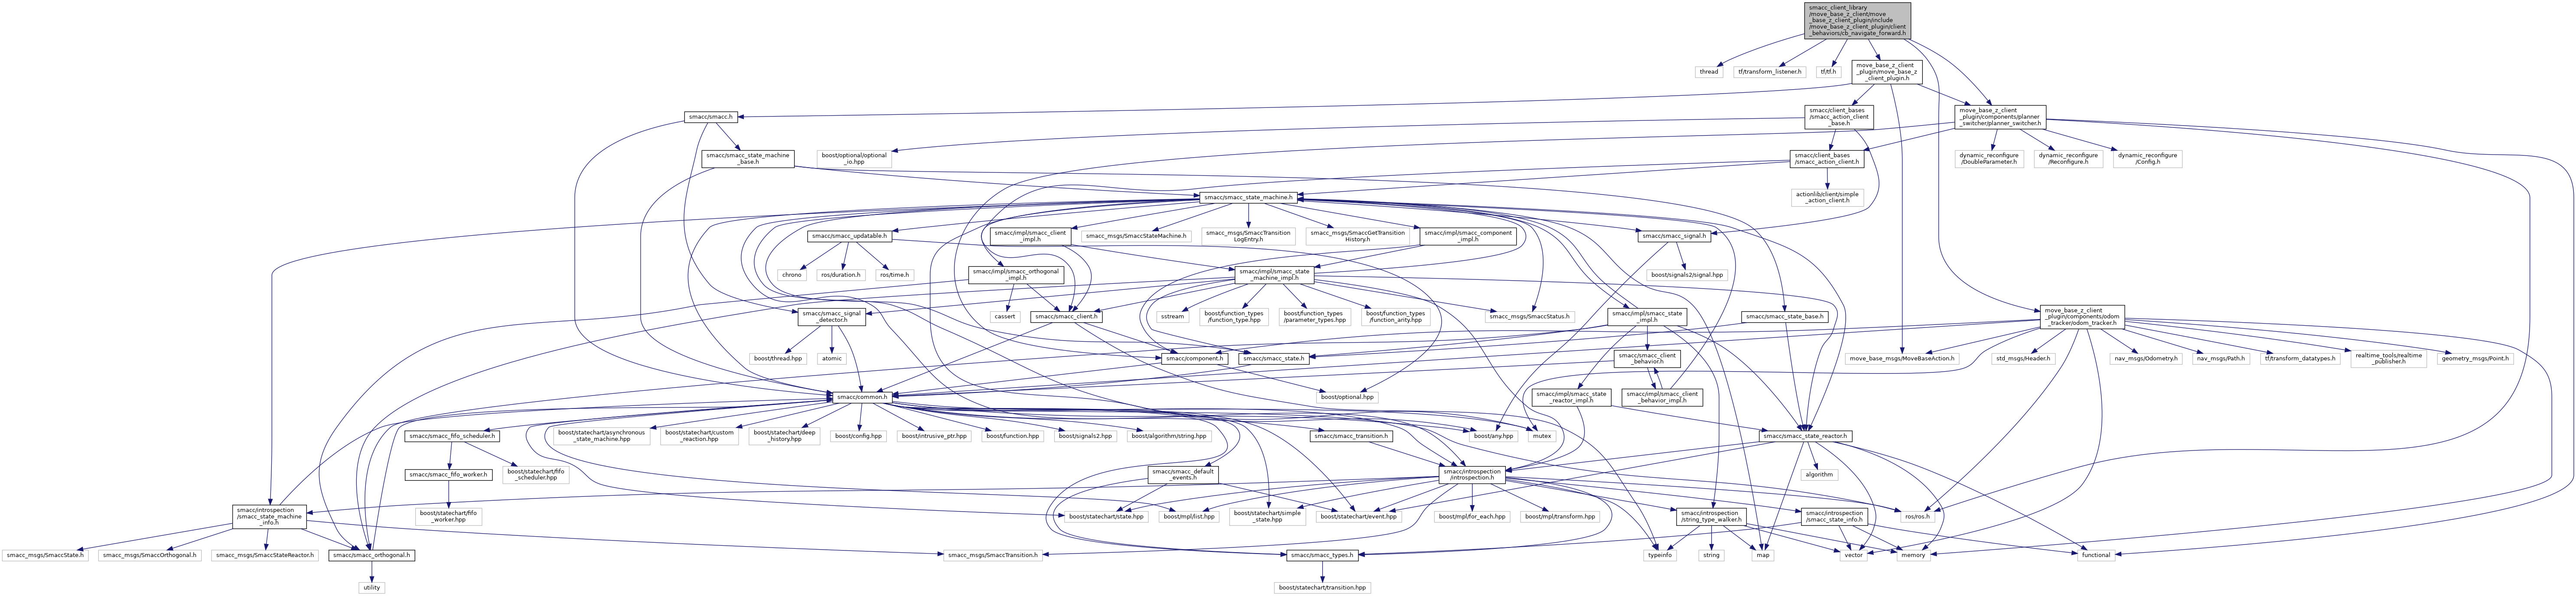 smacc_client_library
/move_base_z_client/move
_base_z_client_plugin/include
/move_base_z_client_plugin/client
_behaviors/cb_navigate_forward.h
thread
tf/transform_listener.h
tf/tf.h
move_base_z_client
_plugin/move_base_z
_client_plugin.h
smacc/smacc.h
smacc/client_bases
/smacc_action_client
_base.h
move_base_z_client
_plugin/components/planner
_switcher/planner_switcher.h
smacc/smacc_state_machine
_base.h
boost/optional/optional
_io.hpp
smacc/client_bases
/smacc_action_client.h
dynamic_reconfigure
/DoubleParameter.h
dynamic_reconfigure
/Reconfigure.h
dynamic_reconfigure
/Config.h
smacc/smacc_state_machine.h
actionlib/client/simple
_action_client.h
smacc/smacc_updatable.h
smacc/impl/smacc_client
_impl.h
smacc_msgs/SmaccStateMachine.h
smacc_msgs/SmaccTransition
LogEntry.h
smacc_msgs/SmaccGetTransition
History.h
smacc/impl/smacc_component
_impl.h
smacc/smacc_signal.h
chrono
ros/duration.h
ros/time.h
smacc/impl/smacc_orthogonal
_impl.h
smacc/impl/smacc_state
_machine_impl.h
boost/signals2/signal.hpp
smacc/smacc_signal
_detector.h
cassert
smacc/smacc_client.h
sstream
boost/function_types
/function_type.hpp
boost/function_types
/parameter_types.hpp
boost/function_types
/function_arity.hpp
smacc_msgs/SmaccStatus.h
smacc/impl/smacc_state
_impl.h
smacc/smacc_state_base.h
move_base_z_client
_plugin/components/odom
_tracker/odom_tracker.h
boost/thread.hpp
atomic
smacc/component.h
smacc/smacc_state.h
smacc/smacc_client
_behavior.h
move_base_msgs/MoveBaseAction.h
std_msgs/Header.h
nav_msgs/Odometry.h
nav_msgs/Path.h
tf/transform_datatypes.h
realtime_tools/realtime
_publisher.h
geometry_msgs/Point.h
smacc/common.h
boost/optional.hpp
smacc/impl/smacc_state
_reactor_impl.h
smacc/impl/smacc_client
_behavior_impl.h
smacc/smacc_fifo_scheduler.h
boost/statechart/asynchronous
_state_machine.hpp
boost/statechart/custom
_reaction.hpp
boost/statechart/deep
_history.hpp
boost/config.hpp
boost/intrusive_ptr.hpp
boost/function.hpp
boost/signals2.hpp
boost/algorithm/string.hpp
smacc/smacc_transition.h
boost/any.hpp
mutex
smacc/smacc_state_reactor.h
smacc/smacc_fifo_worker.h
boost/statechart/fifo
_scheduler.hpp
smacc/smacc_default
_events.h
smacc/introspection
/introspection.h
algorithm
smacc/introspection
/smacc_state_machine
_info.h
boost/statechart/fifo
_worker.hpp
boost/statechart/state.hpp
boost/mpl/list.hpp
boost/statechart/simple
_state.hpp
boost/statechart/event.hpp
boost/mpl/for_each.hpp
boost/mpl/transform.hpp
smacc/introspection
/string_type_walker.h
smacc/introspection
/smacc_state_info.h
ros/ros.h
smacc_msgs/SmaccState.h
smacc_msgs/SmaccOrthogonal.h
smacc_msgs/SmaccStateReactor.h
smacc/smacc_orthogonal.h
smacc_msgs/SmaccTransition.h
smacc/smacc_types.h
typeinfo
string
map
vector
memory
functional
utility
boost/statechart/transition.hpp